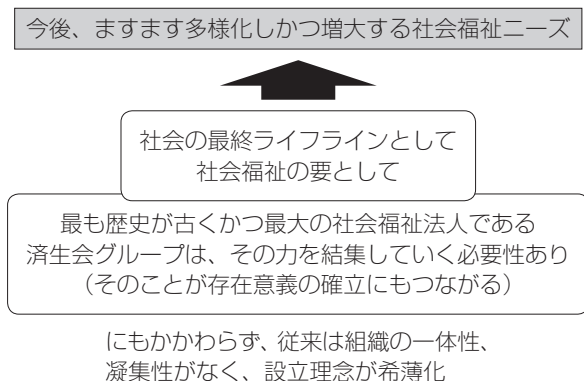 今後、ますます多様化しかつ増大する社会福祉ニーズ
社会の最終ライフラインとして
社会福祉の要として
最も歴史が古くかつ最大の社会福祉法人である
済生会グループは、その力を結集していく必要性あり
（そのことが存在意義の確立にもつながる）
にもかかわらず、従来は組織の一体性、
凝集性がなく、設立理念が希薄化